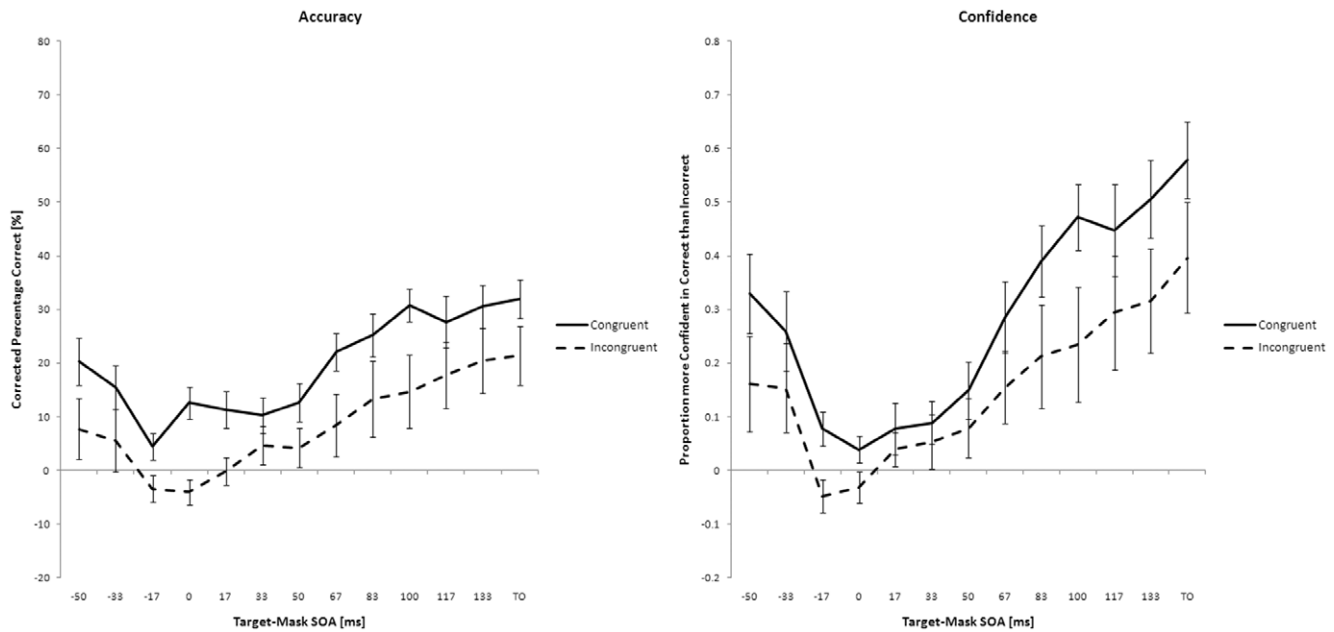 Accuracy
80
70
60
50
40
30
20
10
0
-10
-20
Corrected Percentage Correct [%]
-50 -33 -17 0 17 33 50 67 83 100 117 133 TO
Target-Mask SOA [ms]
Congruent
Incongruent
Confidence
0.8
0.7
0.6
0.5
0.4
0.3
0.2
0.1
0
-0.1
-0.2
Proportion more Confident in Correct than Incorrect
-50 -33 -17 0 17 33 50 67 83 100 117 133 TO
Target-Mask SOA [ms]
Congruent
Incongruent